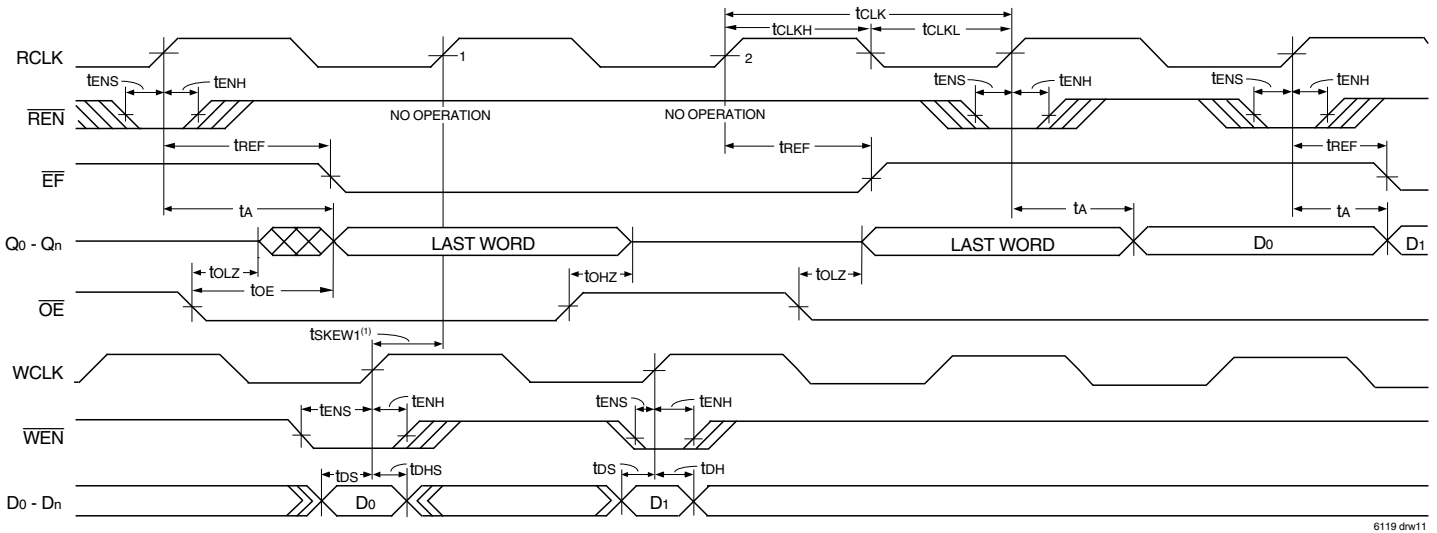 tCLK
tCLKH tCLKL
RCLK 1 2
tENS tENH tENS tENH tENS tENH
REN NO OPERATION NO OPERATION
tREF tREF tREF
EF
tA tA tA
Q0 - Qn LAST WORD LAST WORD D0 D1
tOLZ tOHZ tOLZ
tOE
OE
tSKEW1(1)
WCLK
tENS tENH tENS tENH
WEN
tDS tDHS tDS tDH
D0 - Dn D0 D1
6119 drw11